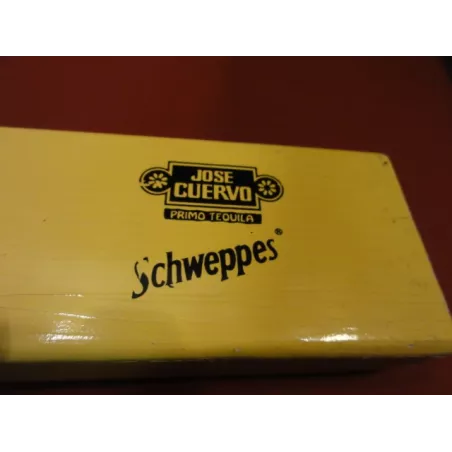 JOSE
CUERVO
PRIMO TEQUILA
Schweppes®